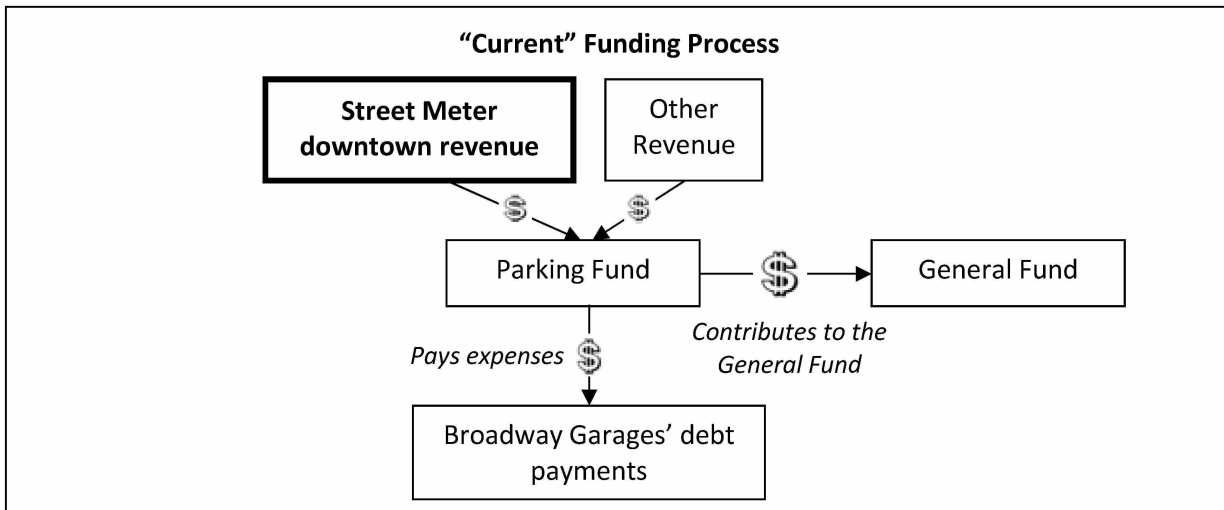 “Current” Funding Process
Street Meter
downtown revenue
Other
Revenue
$
$
Parking Fund
$
General Fund
Contributes to the
General Fund
Pays expenses
$
Broadway Garages’ debt
payments